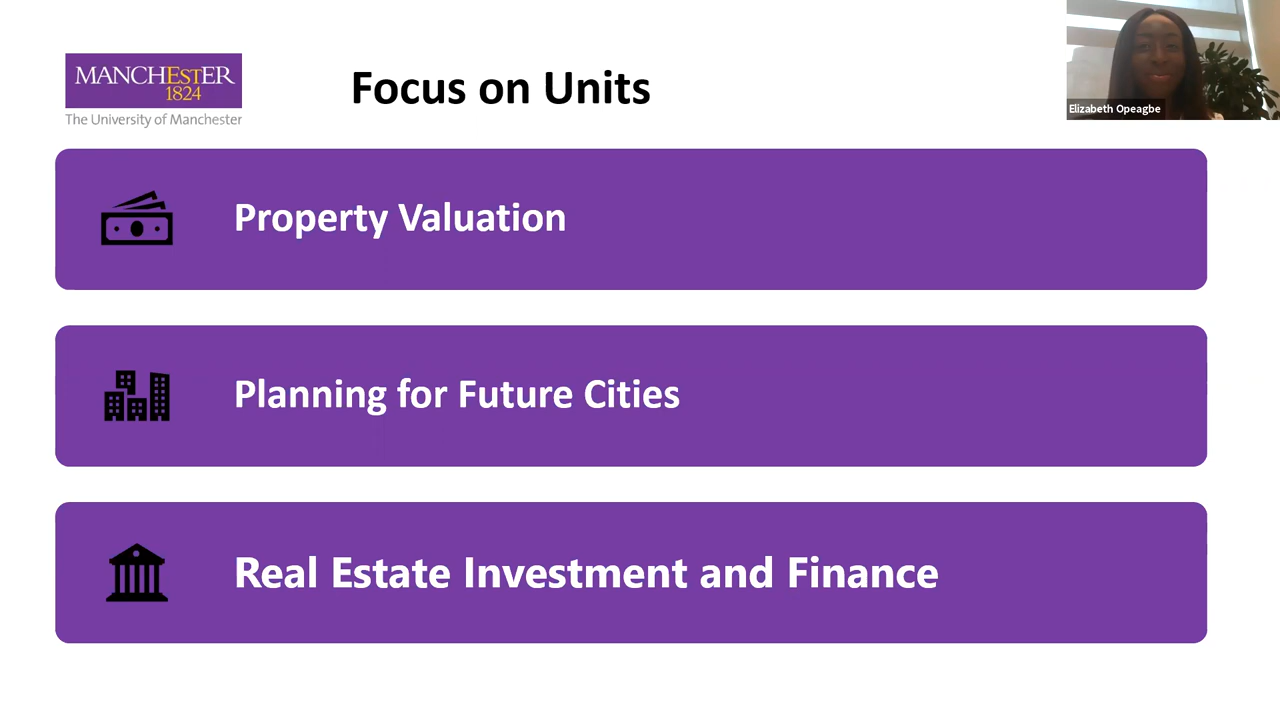 MANCHESTER
1824
The University of Manchester
Focus on Units
Elizabeth Opeagbe
Property Valuation
Planning for Future Cities
Real Estate Investment and Finance